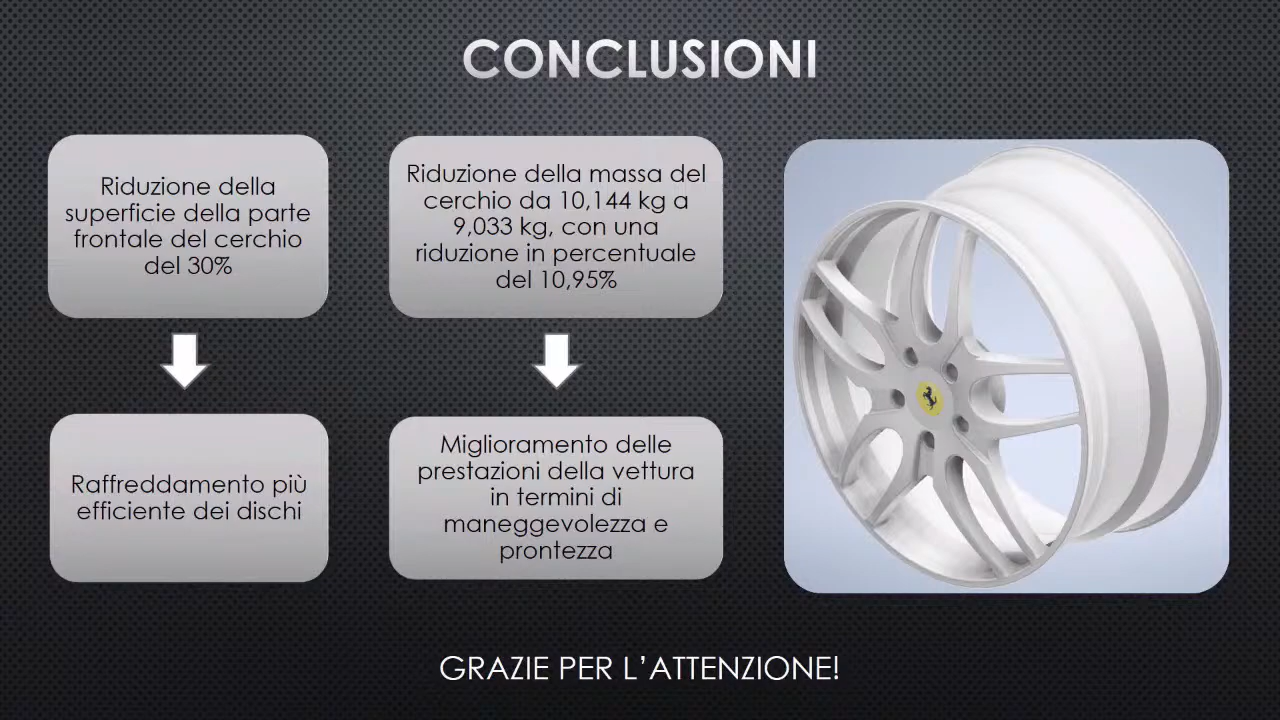 CONCLUSIONI
Riduzione della
superficie della parte
frontale del cerchio
del 30%
Riduzione della massa del
cerchio da 10,144 kg a
9,033 kg, con una
riduzione in percentuale
del 10,95%
Raffreddamento più
efficiente dei dischi
Miglioramento delle
prestazioni della vettura
in termini di
maneggevolezza e
prontezza
GRAZIE PER L’ATTENZIONE!